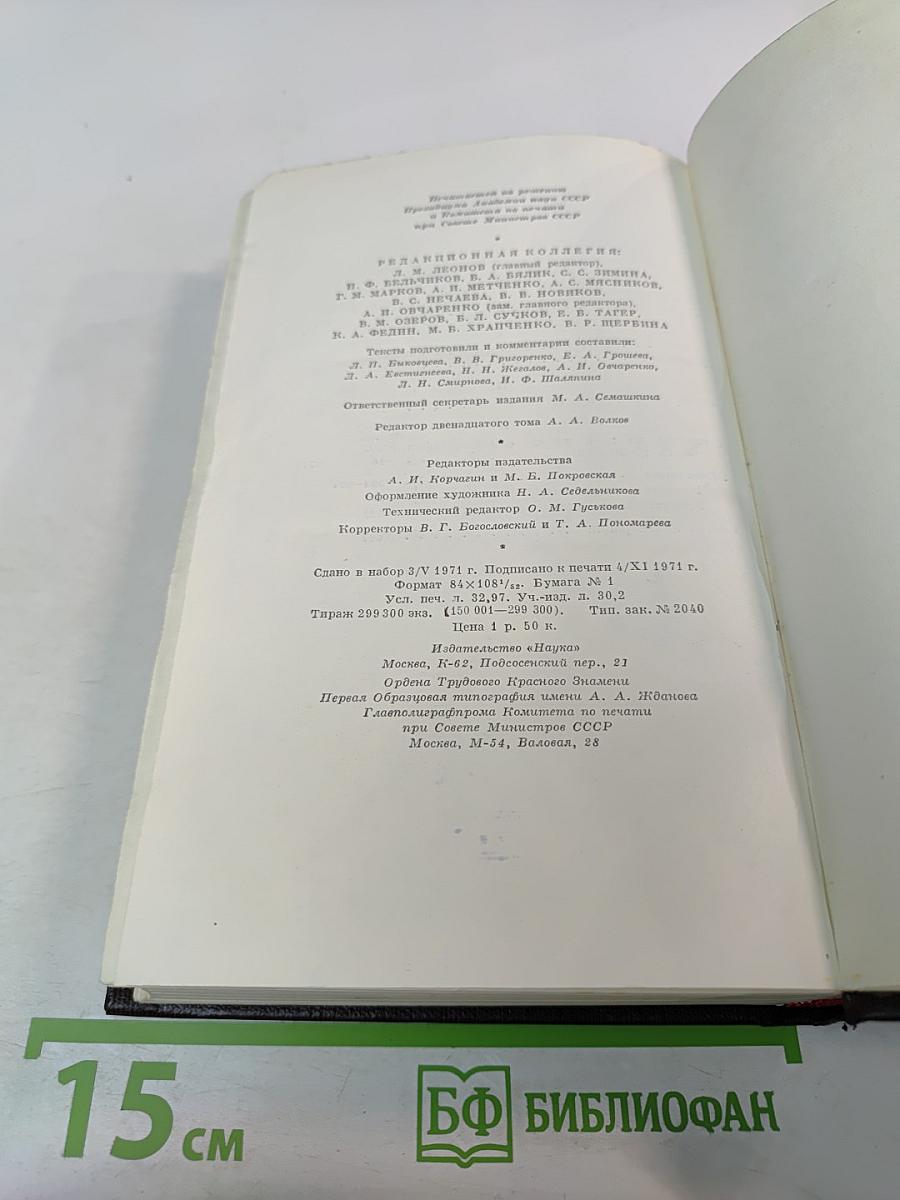 Печатается по решению
Президиума Академии наук СССР
и Комитета по печати
при Совете Министров СССР
*
РЕДАКЦИОННАЯ КОЛЛЕГИЯ:
Л. М. ЛЕОНОВ (главный редактор),
Н. Ф. БЕЛЬЧИКОВ, Б. А. БЯЛИК, С. С. ЗИМИНА,
Г. М. МАРКОВ, А. И. МЕТЧЕНКО, А. С. МЯСНИКОВ,
В. С. НЕЧАЕВА, В. В. НОВИКОВ,
А. И. ОВЧАРЕНКО (зам. главного редактора),
В. М. ОЗЕРОВ, Б. Л. СУЧКОВ, Е. Б. ТАГЕР,
К. А. ФЕДИН, М. Б. ХРАПЧЕНКО, В. Р. ЩЕРБИНА
Тексты подготовили и комментарии составили:
Л. П. Быковцева, В. В. Григоренко, Е. А. Грошева,
Л. А. Евстигнеева, Н. Н. Жегалов, А. И. Овчаренко,
Л. Н. Смирнова, И. Ф. Шаляпина
Ответственный секретарь издания М. А. Семашкина
Редактор двенадцатого тома А. А. Волков
*
Редакторы издательства
А. И. Корчагин и М. Б. Покровская
Оформление художника Н. А. Седельникова
Технический редактор О. М. Гуськова
Корректоры В. Г. Богословский и Т. А. Пономарева
*
Сдано в набор 3/V 1971 г. Подписано к печати 4/XI 1971 г.
Формат 84×108¹/₃₂. Бумага № 1
Усл. печ. л. 32,97. Уч.-изд. л. 30,2
Тираж 299 300 экз. (150 001—299 300). Тип. зак. № 2040
Цена 1 р. 50 к.
Издательство «Наука»
Москва, К-62, Подсосенский пер., 21
Ордена Трудового Красного Знамени
Первая Образцовая типография имени А. А. Жданова
Главполиграфпрома Комитета по печати
при Совете Министров СССР
Москва, М-54, Валовая, 28
15 см
БФ БИБЛИОФАН